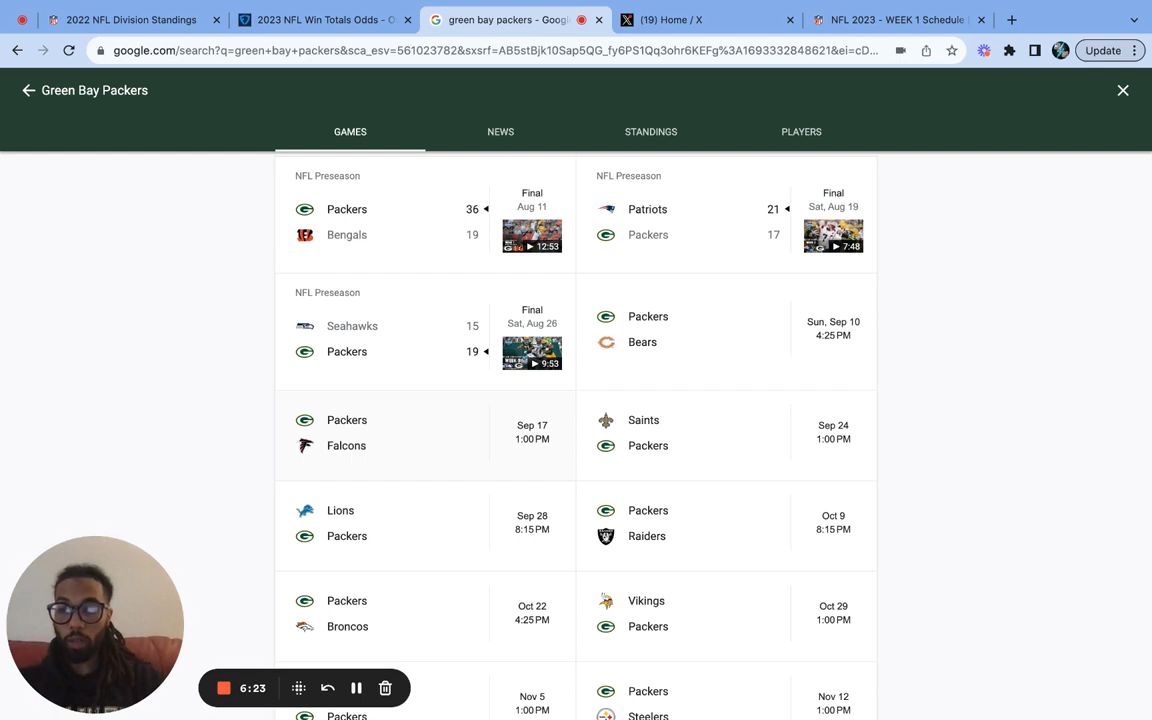 2022 NFL Division Standings
2023 NFL Win Totals Odds - O
green bay packers - Googl
(19) Home / X
NFL 2023 - WEEK 1 Schedule
google.com/search?q=green+bay+packers&sca_esv=561023782&sxsrf=AB5stBjk10Sap5QG_fy6PS1Qq3ohr6KEFg%3A1693332848621&ei=cD...
Update
Green Bay Packers
GAMES
NEWS
STANDINGS
PLAYERS
NFL Preseason
Packers 36
Bengals 19
Final
Aug 11
12:53
NFL Preseason
Patriots 21
Packers 17
Final
Sat, Aug 19
7:48
NFL Preseason
Seahawks 15
Packers 19
Final
Sat, Aug 26
9:53
Packers
Bears
Sun, Sep 10
4:25 PM
Packers
Falcons
Sep 17
1:00 PM
Saints
Packers
Sep 24
1:00 PM
Lions
Packers
Sep 28
8:15 PM
Packers
Raiders
Oct 9
8:15 PM
Packers
Broncos
Oct 22
4:25 PM
Vikings
Packers
Oct 29
1:00 PM
Packers
Nov 5
1:00 PM
Packers
Steelers
Nov 12
1:00 PM
6:23